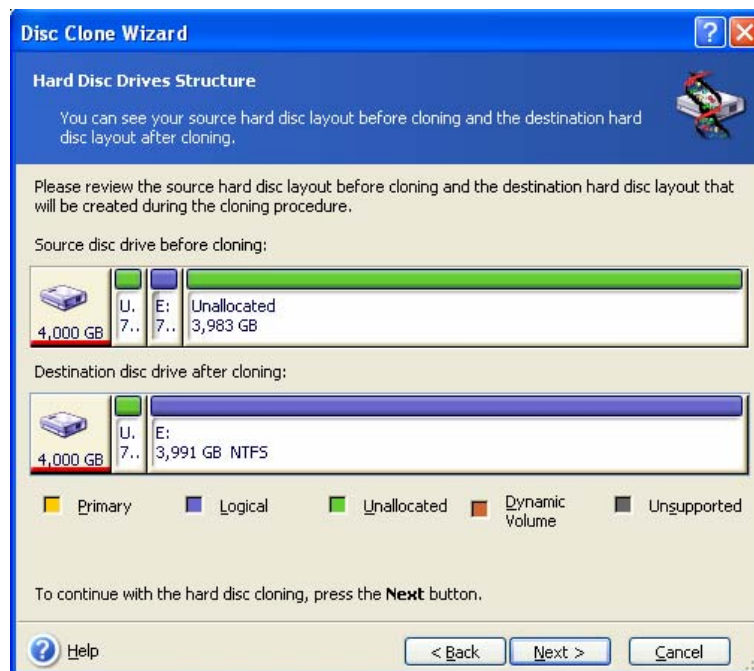 Disc Clone Wizard
Hard Disc Drives Structure
You can see your source hard disc layout before cloning and the destination hard
disc layout after cloning.
Please review the source hard disc layout before cloning and the destination hard disc layout that
will be created during the cloning procedure.
Source disc drive before cloning:
4,000 GB
U.
7..
E:
7..
Unallocated
3,983 GB
Destination disc drive after cloning:
4,000 GB
U.
7..
E:
3,991 GB NTFS
Primary
Logical
Unallocated
Dynamic
Volume
Unsupported
To continue with the hard disc cloning, press the Next button.
Help
< Back
Next >
Cancel